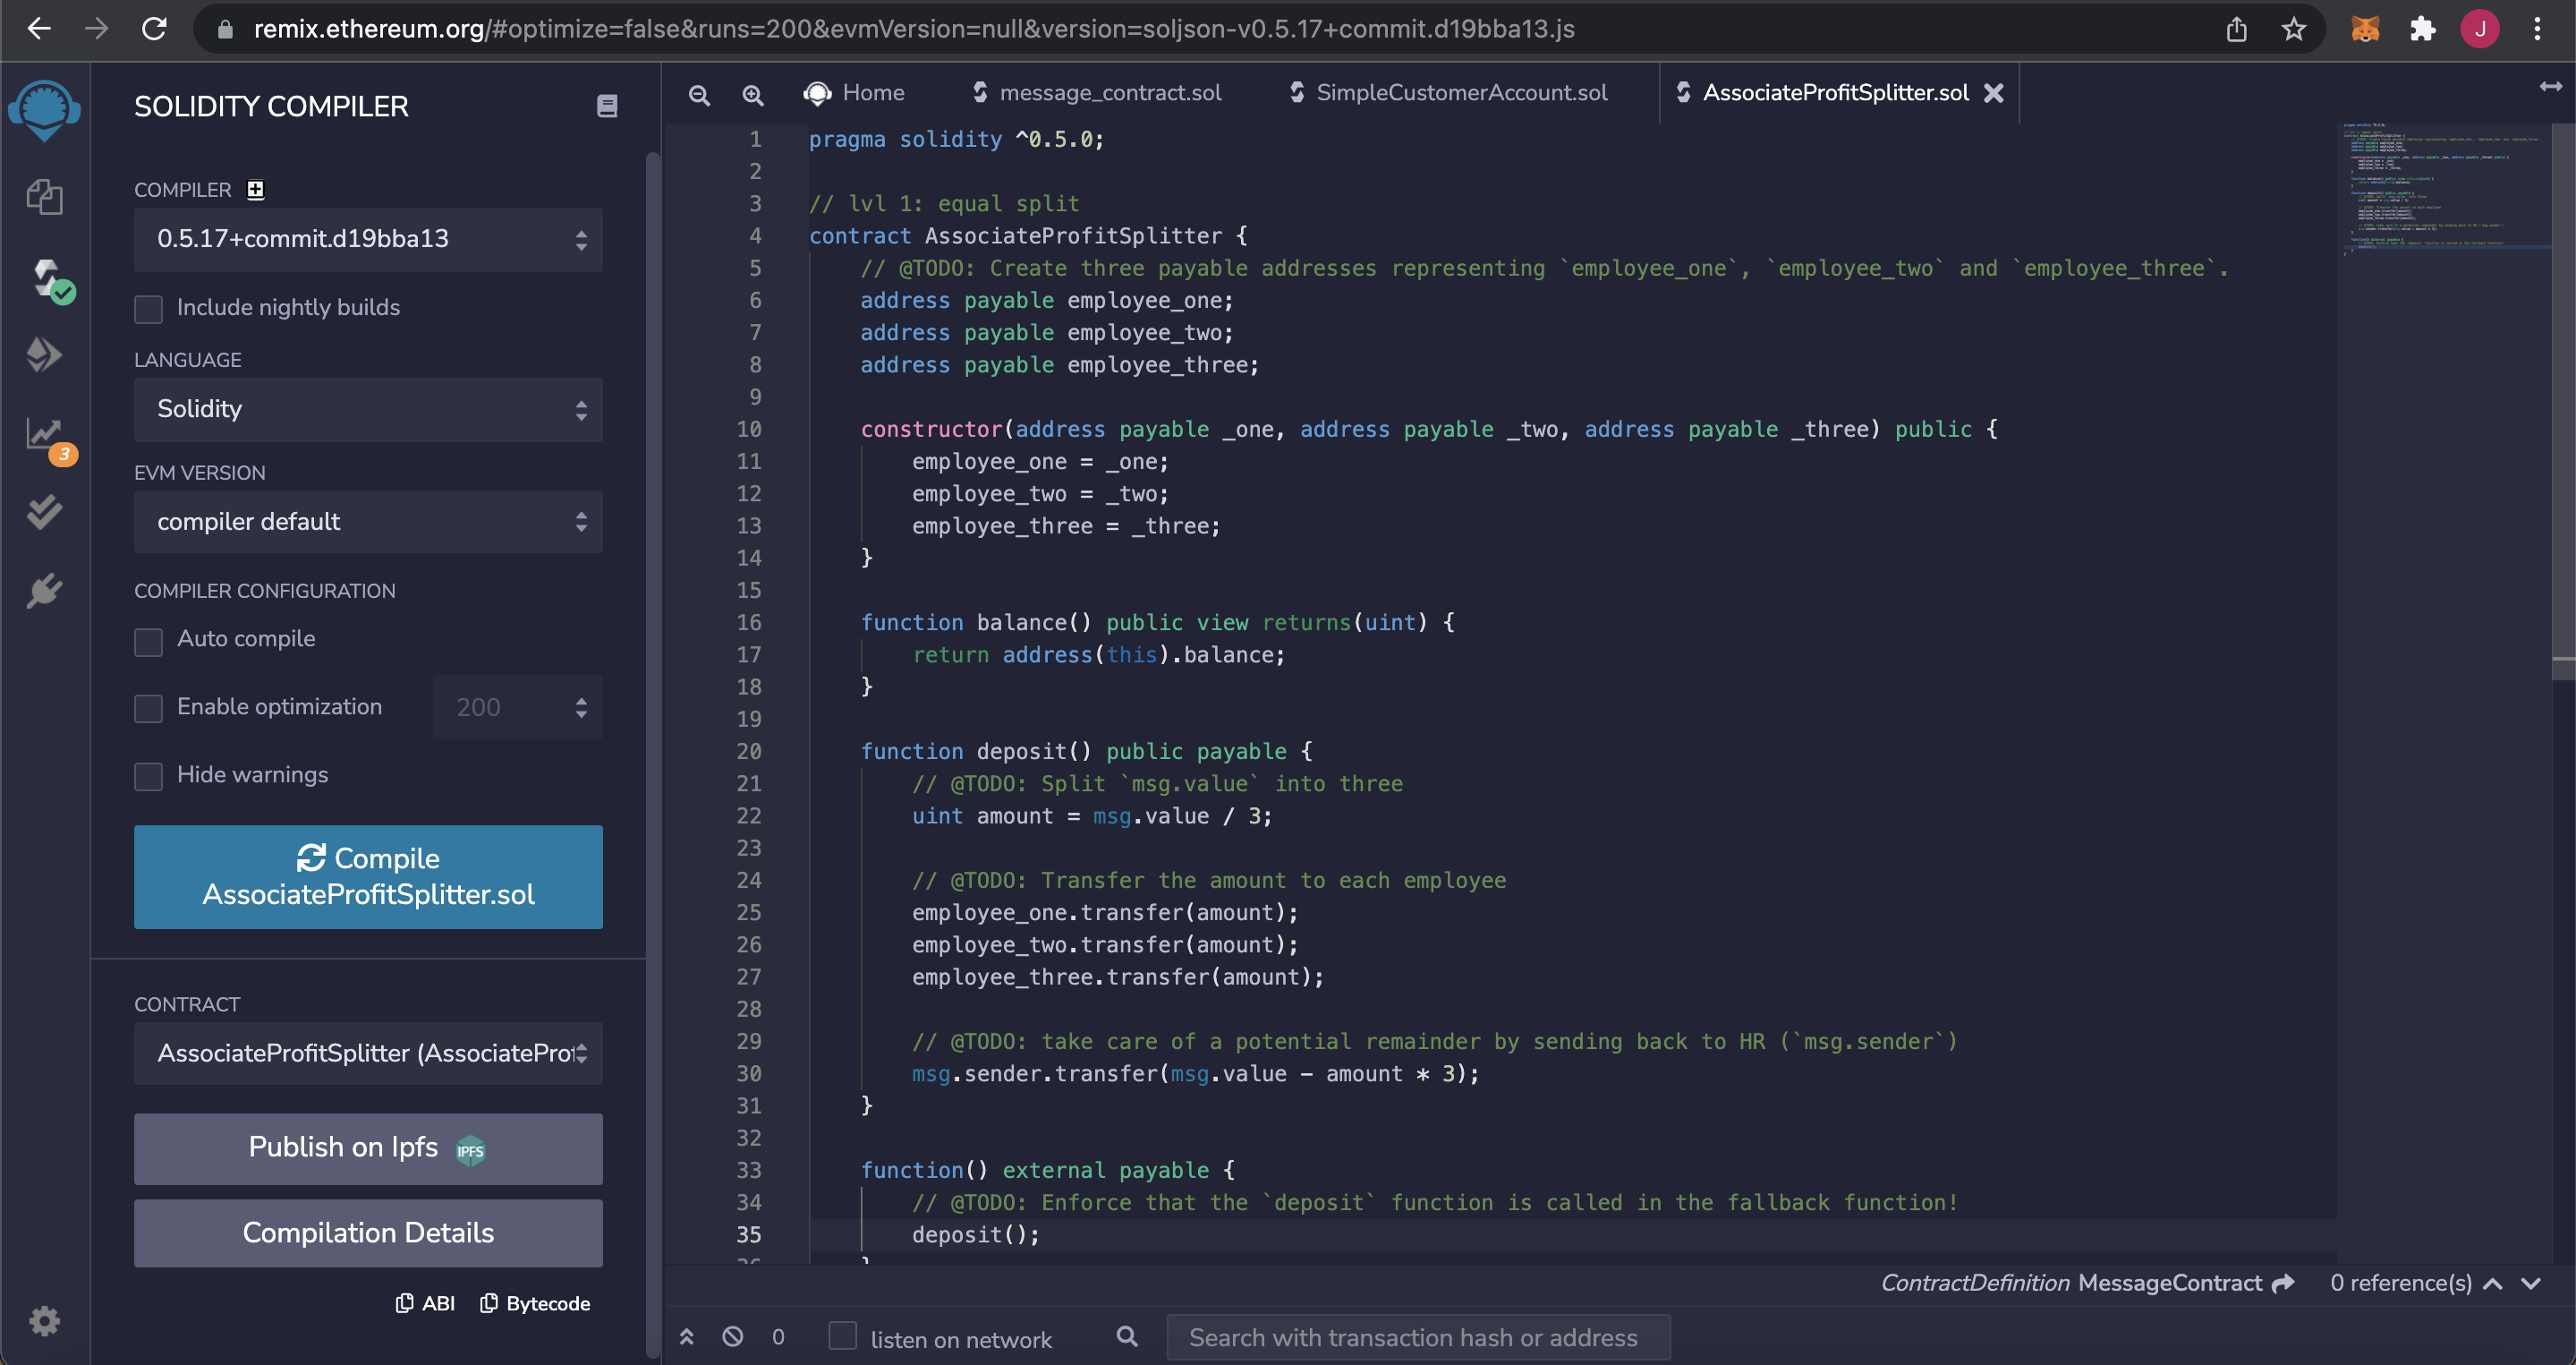 remix.ethereum.org/#optimize=false&runs=200&evmVersion=null&version=soljson-v0.5.17+commit.d19bba13.js
J
SOLIDITY COMPILER
COMPILER
0.5.17+commit.d19bba13
Include nightly builds
LANGUAGE
Solidity
EVM VERSION
compiler default
COMPILER CONFIGURATION
Auto compile
Enable optimization 200
Hide warnings
Compile
AssociateProfitSplitter.sol
CONTRACT
AssociateProfitSplitter (AssociateProf
Publish on Ipfs IPFS
Compilation Details
ABI Bytecode
3
Home message_contract.sol SimpleCustomerAccount.sol AssociateProfitSplitter.sol
1 pragma solidity ^0.5.0;
2
3 // lvl 1: equal split
4 contract AssociateProfitSplitter {
5 // @TODO: Create three payable addresses representing `employee_one`, `employee_two` and `employee_three`.
6 address payable employee_one;
7 address payable employee_two;
8 address payable employee_three;
9
10 constructor(address payable _one, address payable _two, address payable _three) public {
11 employee_one = _one;
12 employee_two = _two;
13 employee_three = _three;
14 }
15
16 function balance() public view returns(uint) {
17 return address(this).balance;
18 }
19
20 function deposit() public payable {
21 // @TODO: Split `msg.value` into three
22 uint amount = msg.value / 3;
23
24 // @TODO: Transfer the amount to each employee
25 employee_one.transfer(amount);
26 employee_two.transfer(amount);
27 employee_three.transfer(amount);
28
29 // @TODO: take care of a potential remainder by sending back to HR (`msg.sender`)
30 msg.sender.transfer(msg.value - amount * 3);
31 }
32
33 function() external payable {
34 // @TODO: Enforce that the `deposit` function is called in the fallback function!
35 deposit();
36 }
ContractDefinition MessageContract 0 reference(s)
0 listen on network Search with transaction hash or address